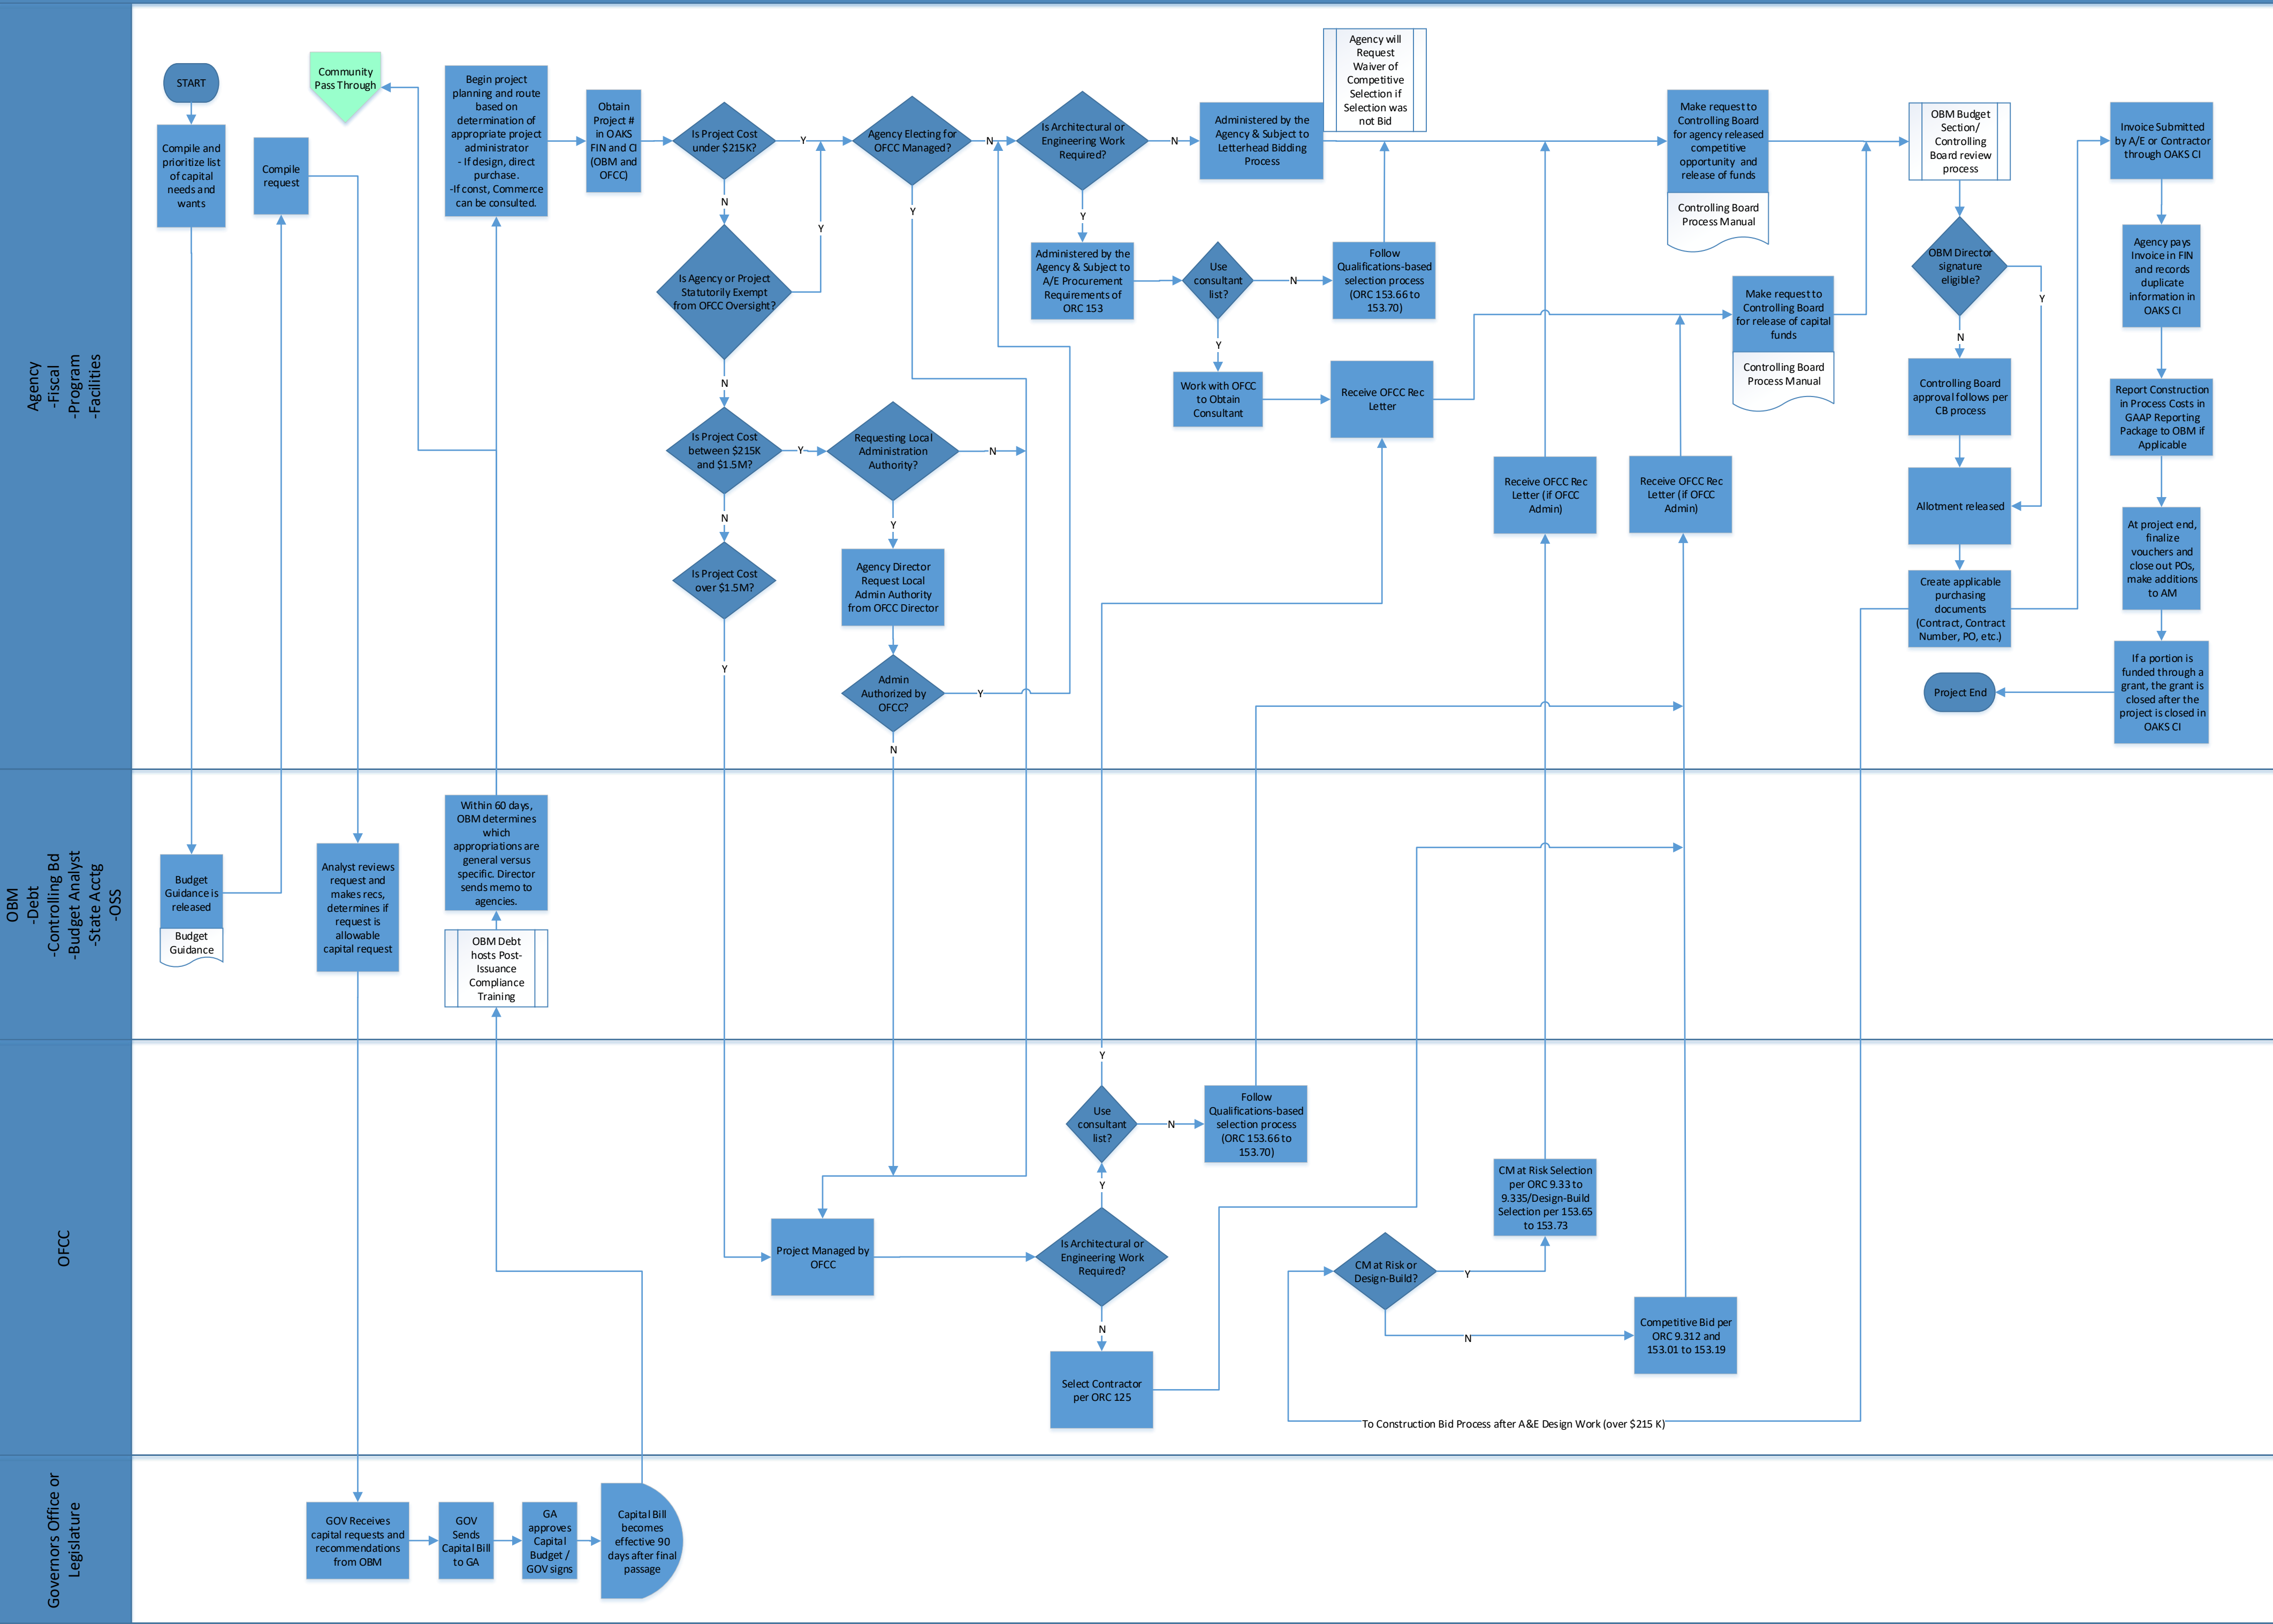 Agency
-Fiscal
-Program
-Facilities
START
Compile and
prioritize list
of capital
needs and
wants
Compile
request
Community
Pass Through
Begin project
planning and route
based on
determination of
appropriate project
administrator
- If design, direct
purchase.
-If const, Commerce
can be consulted.
Obtain
Project #
in OAKS
FIN and CI
(OBM and
OFCC)
Is Project Cost
under $215K?
Y
N
Is Agency or Project
Statutorily Exempt
from OFCC Oversight?
Y
N
Is Project Cost
between $215K
and $1.5M?
Y
N
Is Project Cost
over $1.5M?
Y
Agency Electing for
OFCC Managed?
N
Y
Requesting Local
Administration
Authority?
N
Y
Agency Director
Request Local
Admin Authority
from OFCC Director
Admin
Authorized by
OFCC?
Y
N
Is Architectural or
Engineering Work
Required?
N
Y
Administered by the
Agency & Subject to
A/E Procurement
Requirements of
ORC 153
Administered by the
Agency & Subject to
Letterhead Bidding
Process
Agency will
Request
Waiver of
Competitive
Selection if
Selection was
not Bid
Use
consultant
list?
N
Y
Follow
Qualifications-based
selection process
(ORC 153.66 to
153.70)
Work with OFCC
to Obtain
Consultant
Receive OFCC Rec
Letter
Receive OFCC Rec
Letter (if OFCC
Admin)
Receive OFCC Rec
Letter (if OFCC
Admin)
Make request to
Controlling Board
for agency released
competitive
opportunity and
release of funds
Controlling Board
Process Manual
Make request to
Controlling Board
for release of capital
funds
Controlling Board
Process Manual
OBM Budget
Section/
Controlling
Board review
process
OBM Director
signature
eligible?
Y
N
Controlling Board
approval follows per
CB process
Allotment released
Create applicable
purchasing
documents
(Contract, Contract
Number, PO, etc.)
Invoice Submitted
by A/E or Contractor
through OAKS CI
Agency pays
Invoice in FIN
and records
duplicate
information in
OAKS CI
Report Construction
in Process Costs in
GAAP Reporting
Package to OBM if
Applicable
At project end,
finalize
vouchers and
close out POs,
make additions
to AM
If a portion is
funded through a
grant, the grant is
closed after the
project is closed in
OAKS CI
Project End
OBM
-Debt
-Controlling Bd
-Budget Analyst
-State Acctg
-OSS
Budget
Guidance is
released
Budget
Guidance
Analyst reviews
request and
makes recs,
determines if
request is
allowable
capital request
Within 60 days,
OBM determines
which
appropriations are
general versus
specific. Director
sends memo to
agencies.
OBM Debt
hosts Post-
Issuance
Compliance
Training
OFCC
Project Managed by
OFCC
Is Architectural or
Engineering Work
Required?
Y
N
Use
consultant
list?
Y
N
Follow
Qualifications-based
selection process
(ORC 153.66 to
153.70)
Select Contractor
per ORC 125
CM at Risk or
Design-Build?
Y
N
CM at Risk Selection
per ORC 9.33 to
9.335/Design-Build
Selection per 153.65
to 153.73
Competitive Bid per
ORC 9.312 and
153.01 to 153.19
To Construction Bid Process after A&E Design Work (over $215 K)
Governors Office or
Legislature
GOV Receives
capital requests and
recommendations
from OBM
GOV
Sends
Capital Bill
to GA
GA
approves
Capital
Budget /
GOV signs
Capital Bill
becomes
effective 90
days after final
passage